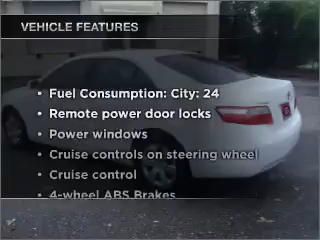 VEHICLE FEATURES
• Fuel Consumption: City: 24
• Remote power door locks
• Power windows
• Cruise controls on steering wheel
• Cruise control
• 4-wheel ABS Brakes